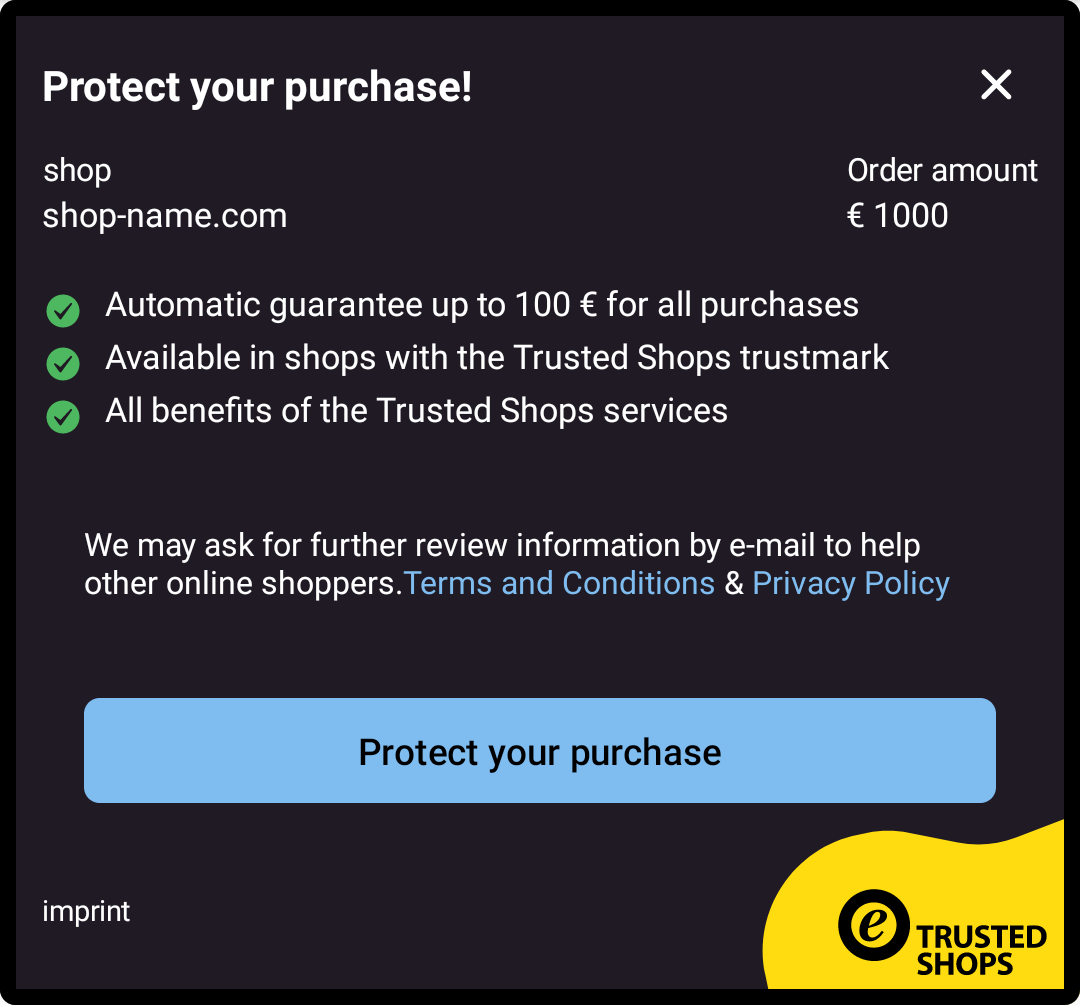 Protect your purchase!
shop
Order amount
shop-name.com
€ 1000
Automatic guarantee up to 100 € for all purchases
Available in shops with the Trusted Shops trustmark
All benefits of the Trusted Shops services
We may ask for further review information by e-mail to help
other online shoppers.Terms and Conditions & Privacy Policy
Protect your purchase
imprint
e
TRUSTED
SHOPS